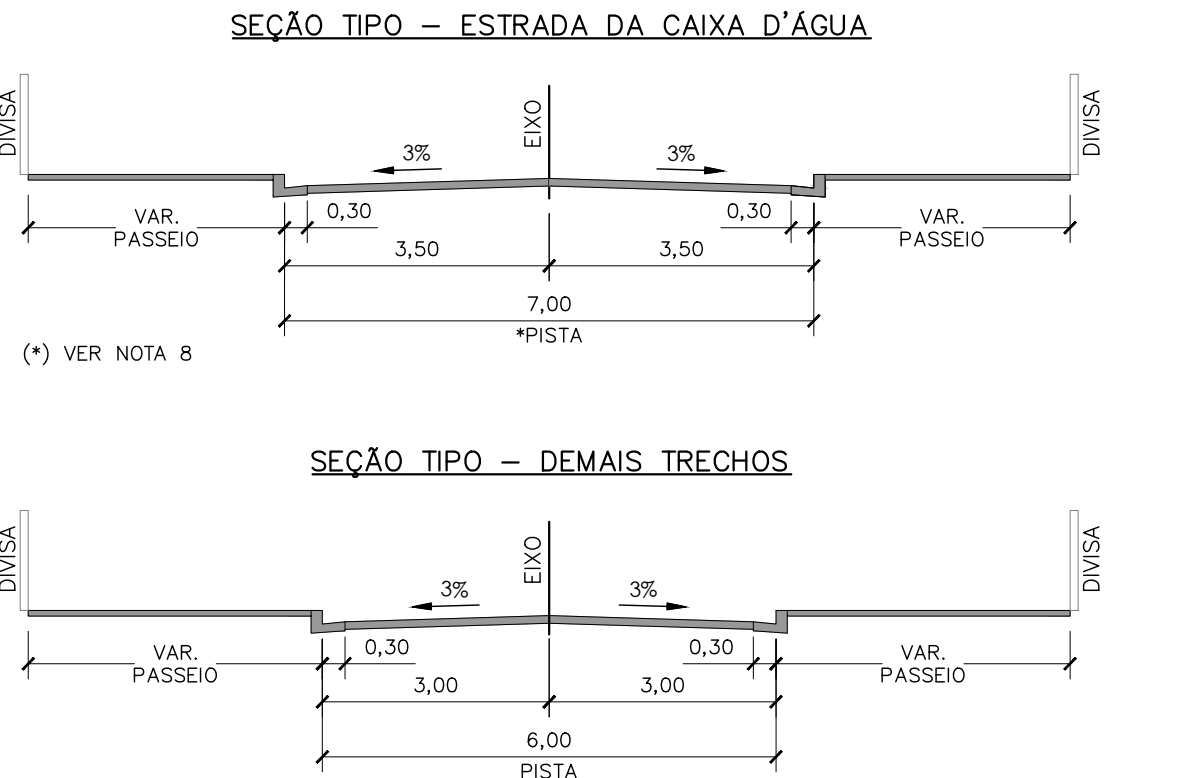 SEÇÃO TIPO – ESTRADA DA CAIXA D'ÁGUA
DIVISA
EIXO
DIVISA
3%
3%
VAR.
PASSEIO
0,30
0,30
VAR.
PASSEIO
3,50
3,50
7,00
*PISTA
(*) VER NOTA 8
SEÇÃO TIPO – DEMAIS TRECHOS
DIVISA
EIXO
DIVISA
3%
3%
VAR.
PASSEIO
0,30
0,30
VAR.
PASSEIO
3,00
3,00
6,00
PISTA